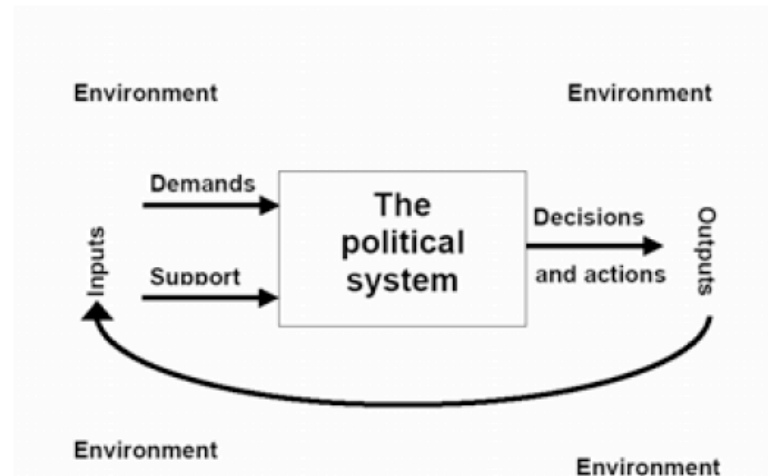 Environment
Environment
Demands
The
political
system
Decisions
Inputs
Outputs
Support
and actions
Environment
Environment